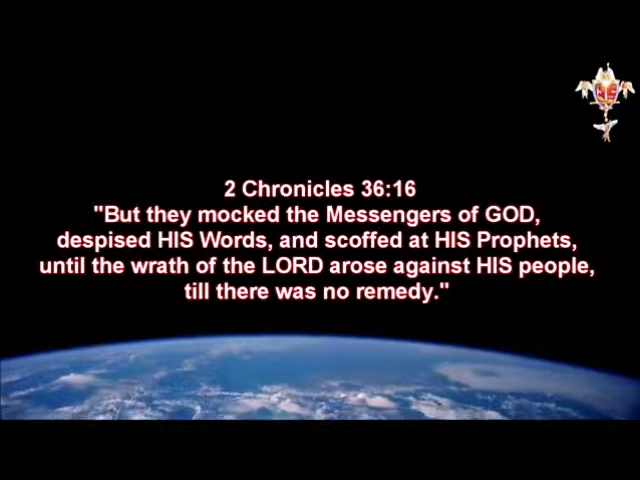 2 Chronicles 36:16
"But they mocked the Messengers of GOD,
despised HIS Words, and scoffed at HIS Prophets,
until the wrath of the LORD arose against HIS people,
till there was no remedy."